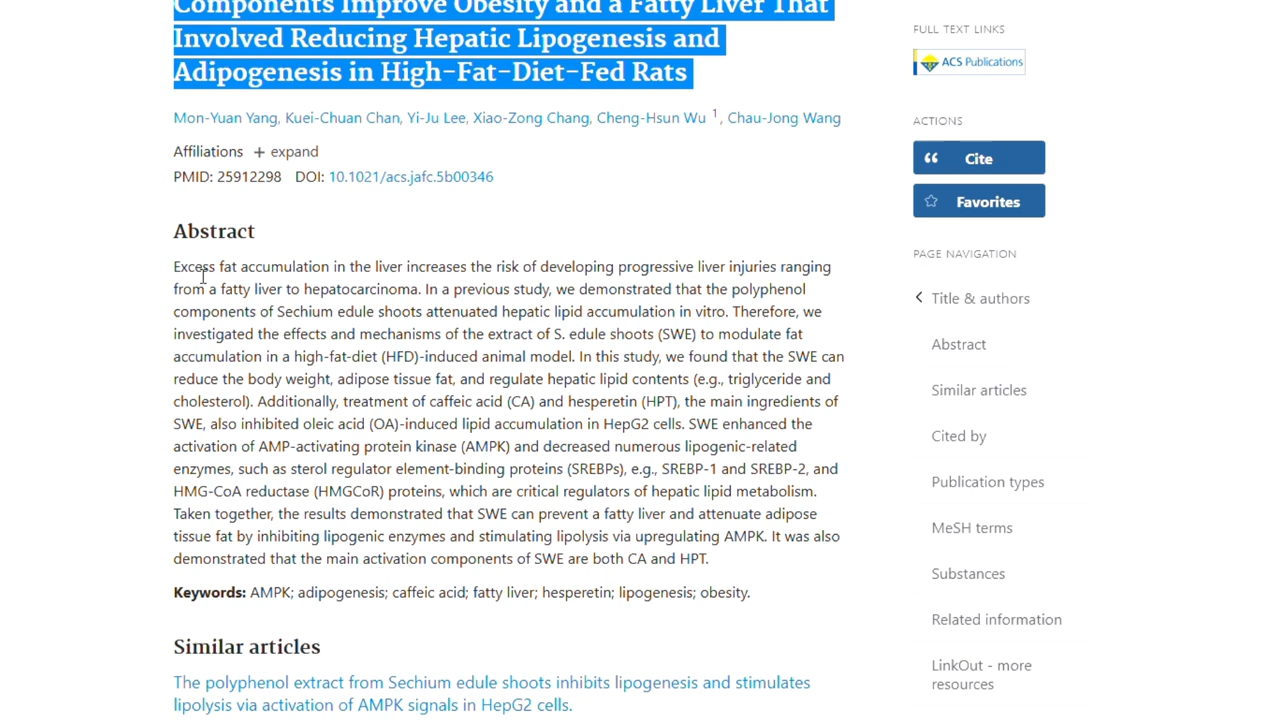 Components Improve Obesity and a Fatty Liver That
Involved Reducing Hepatic Lipogenesis and
Adipogenesis in High-Fat-Diet-Fed Rats
Mon-Yuan Yang, Kuei-Chuan Chan, Yi-Ju Lee, Xiao-Zong Chang, Cheng-Hsun Wu 1, Chau-Jong Wang
Affiliations + expand
PMID: 25912298 DOI: 10.1021/acs.jafc.5b00346
Abstract
Excess fat accumulation in the liver increases the risk of developing progressive liver injuries ranging
from a fatty liver to hepatocarcinoma. In a previous study, we demonstrated that the polyphenol
components of Sechium edule shoots attenuated hepatic lipid accumulation in vitro. Therefore, we
investigated the effects and mechanisms of the extract of S. edule shoots (SWE) to modulate fat
accumulation in a high-fat-diet (HFD)-induced animal model. In this study, we found that the SWE can
reduce the body weight, adipose tissue fat, and regulate hepatic lipid contents (e.g., triglyceride and
cholesterol). Additionally, treatment of caffeic acid (CA) and hesperetin (HPT), the main ingredients of
SWE, also inhibited oleic acid (OA)-induced lipid accumulation in HepG2 cells. SWE enhanced the
activation of AMP-activating protein kinase (AMPK) and decreased numerous lipogenic-related
enzymes, such as sterol regulator element-binding proteins (SREBPs), e.g., SREBP-1 and SREBP-2, and
HMG-CoA reductase (HMGCoR) proteins, which are critical regulators of hepatic lipid metabolism.
Taken together, the results demonstrated that SWE can prevent a fatty liver and attenuate adipose
tissue fat by inhibiting lipogenic enzymes and stimulating lipolysis via upregulating AMPK. It was also
demonstrated that the main activation components of SWE are both CA and HPT.
Keywords: AMPK; adipogenesis; caffeic acid; fatty liver; hesperetin; lipogenesis; obesity.
Similar articles
The polyphenol extract from Sechium edule shoots inhibits lipogenesis and stimulates
lipolysis via activation of AMPK signals in HepG2 cells.
FULL TEXT LINKS
ACS Publications
ACTIONS
Cite
Favorites
PAGE NAVIGATION
Title & authors
Abstract
Similar articles
Cited by
Publication types
MeSH terms
Substances
Related information
LinkOut - more
resources